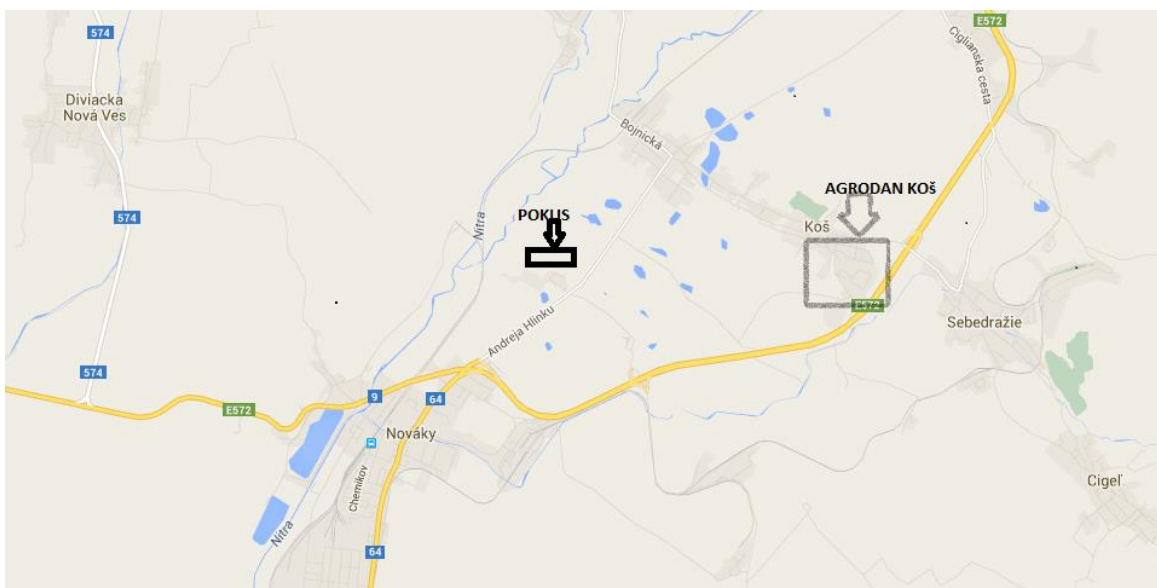 574
E572
Ciglianska cesta
574
Diviacka
Nová Ves
Bojnická
AGRODAN KOš
574
POKUS
Nitra
Koš
E572
Sebedražie
Andreja Hlinku
574
9
64
E572
Nováky
Chemikov
Cigeľ
Nitra
64